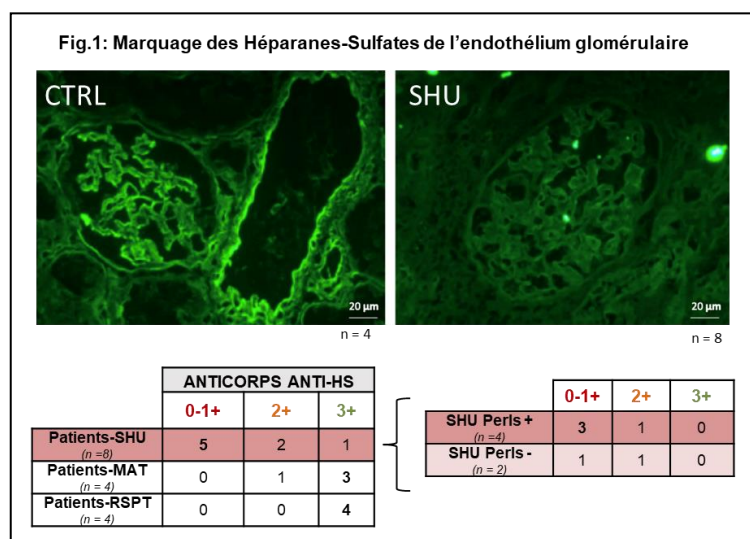 Fig.1: Marquage des Héparanes-Sulfates de l'endothélium glomérulaire
CTRL
SHU
20 µm
20 µm
n = 4
n = 8
ANTICORPS ANTI-HS
0-1+ 2+ 3+
Patients-SHU (n =8) 5 2 1
Patients-MAT (n = 4) 0 1 3
Patients-RSPT (n = 4) 0 0 4
0-1+ 2+ 3+
SHU Perls + (n =4) 3 1 0
SHU Perls - (n = 2) 1 1 0